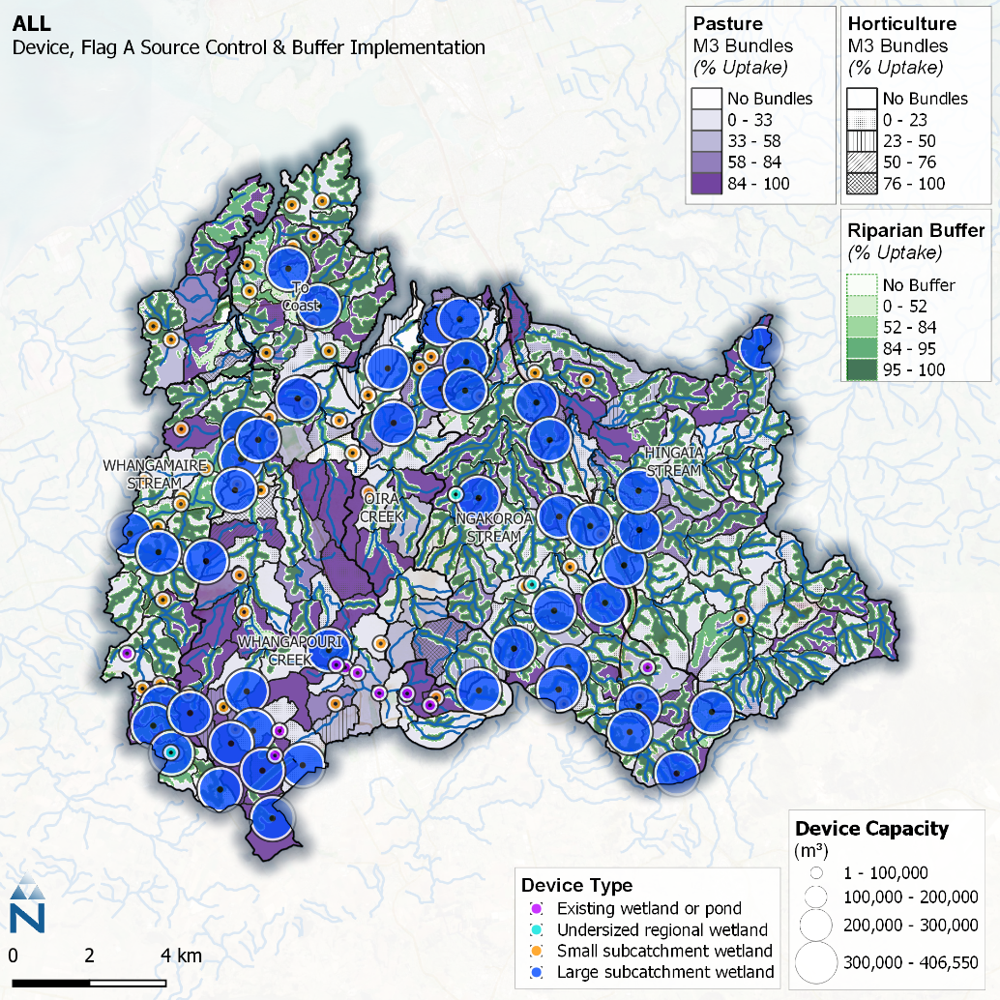 ALL
Device, Flag A Source Control & Buffer Implementation
Pasture
M3 Bundles
(% Uptake)
No Bundles
0 - 33
33 - 58
58 - 84
84 - 100
Horticulture
M3 Bundles
(% Uptake)
No Bundles
0 - 23
23 - 50
50 - 76
76 - 100
Riparian Buffer
(% Uptake)
No Buffer
0 - 52
52 - 84
84 - 95
95 - 100
To
Coast
WHANGAMAIRE
STREAM
OIRA
CREEK
NGAKOROA
STREAM
HINGAIA
STREAM
WHANGAPOURI
CREEK
Device Capacity
(m³)
1 - 100,000
100,000 - 200,000
200,000 - 300,000
300,000 - 406,550
Device Type
Existing wetland or pond
Undersized regional wetland
Small subcatchment wetland
Large subcatchment wetland
N
0 2 4 km